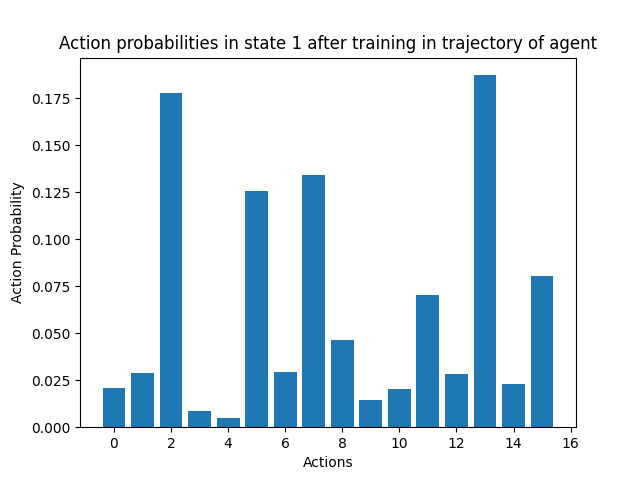 Action probabilities in state 1 after training in trajectory of agent
Action Probability
0.175
0.150
0.125
0.100
0.075
0.050
0.025
0.000
0 2 4 6 8 10 12 14 16
Actions